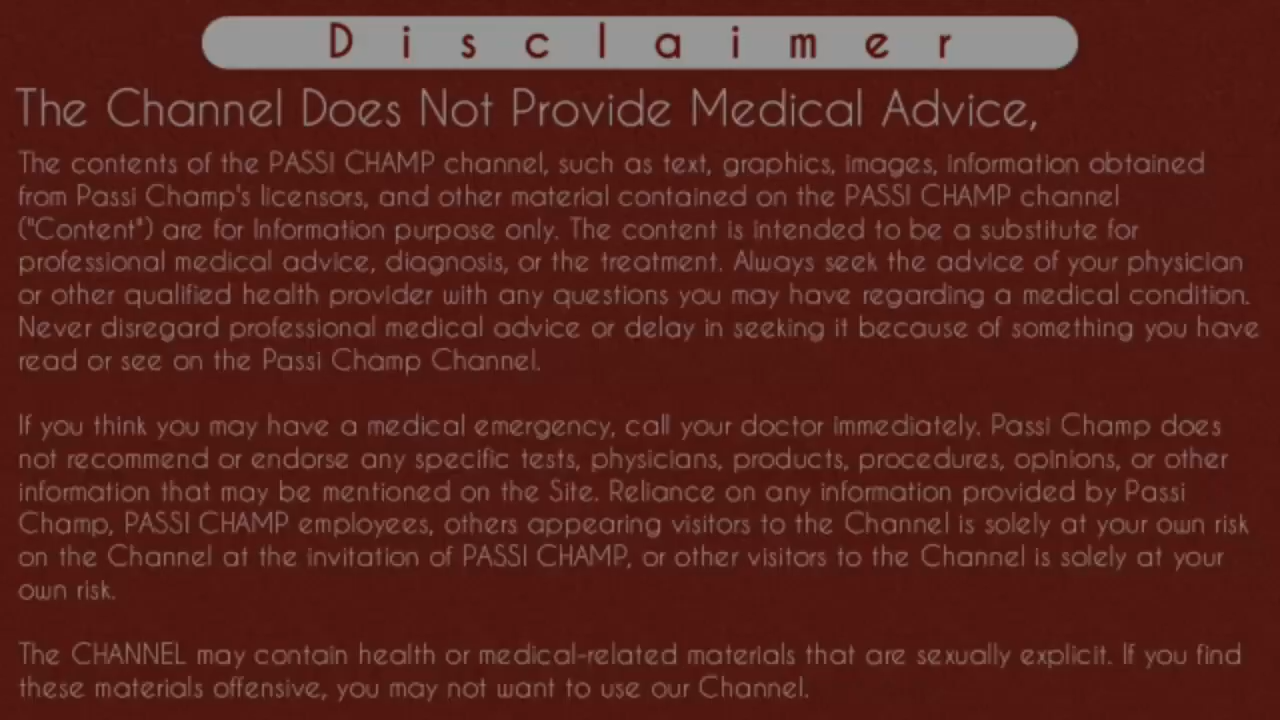 Disclaimer
The Channel Does Not Provide Medical Advice,
The contents of the PASSI CHAMP channel, such as text, graphics, images, information obtained
from Passi Champ's licensors, and other material contained on the PASSI CHAMP channel
("Content") are for Information purpose only. The content is intended to be a substitute for
professional medical advice, diagnosis, or the treatment. Always seek the advice of your physician
or other qualified health provider with any questions you may have regarding a medical condition.
Never disregard professional medical advice or delay in seeking it because of something you have
read or see on the Passi Champ Channel.
If you think you may have a medical emergency, call your doctor immediately. Passi Champ does
not recommend or endorse any specific tests, physicians, products, procedures, opinions, or other
information that may be mentioned on the Site. Reliance on any information provided by Passi
Champ, PASSI CHAMP employees, others appearing visitors to the Channel is solely at your own risk
on the Channel at the invitation of PASSI CHAMP, or other visitors to the Channel is solely at your
own risk.
The CHANNEL may contain health or medical-related materials that are sexually explicit. If you find
these materials offensive, you may not want to use our Channel.